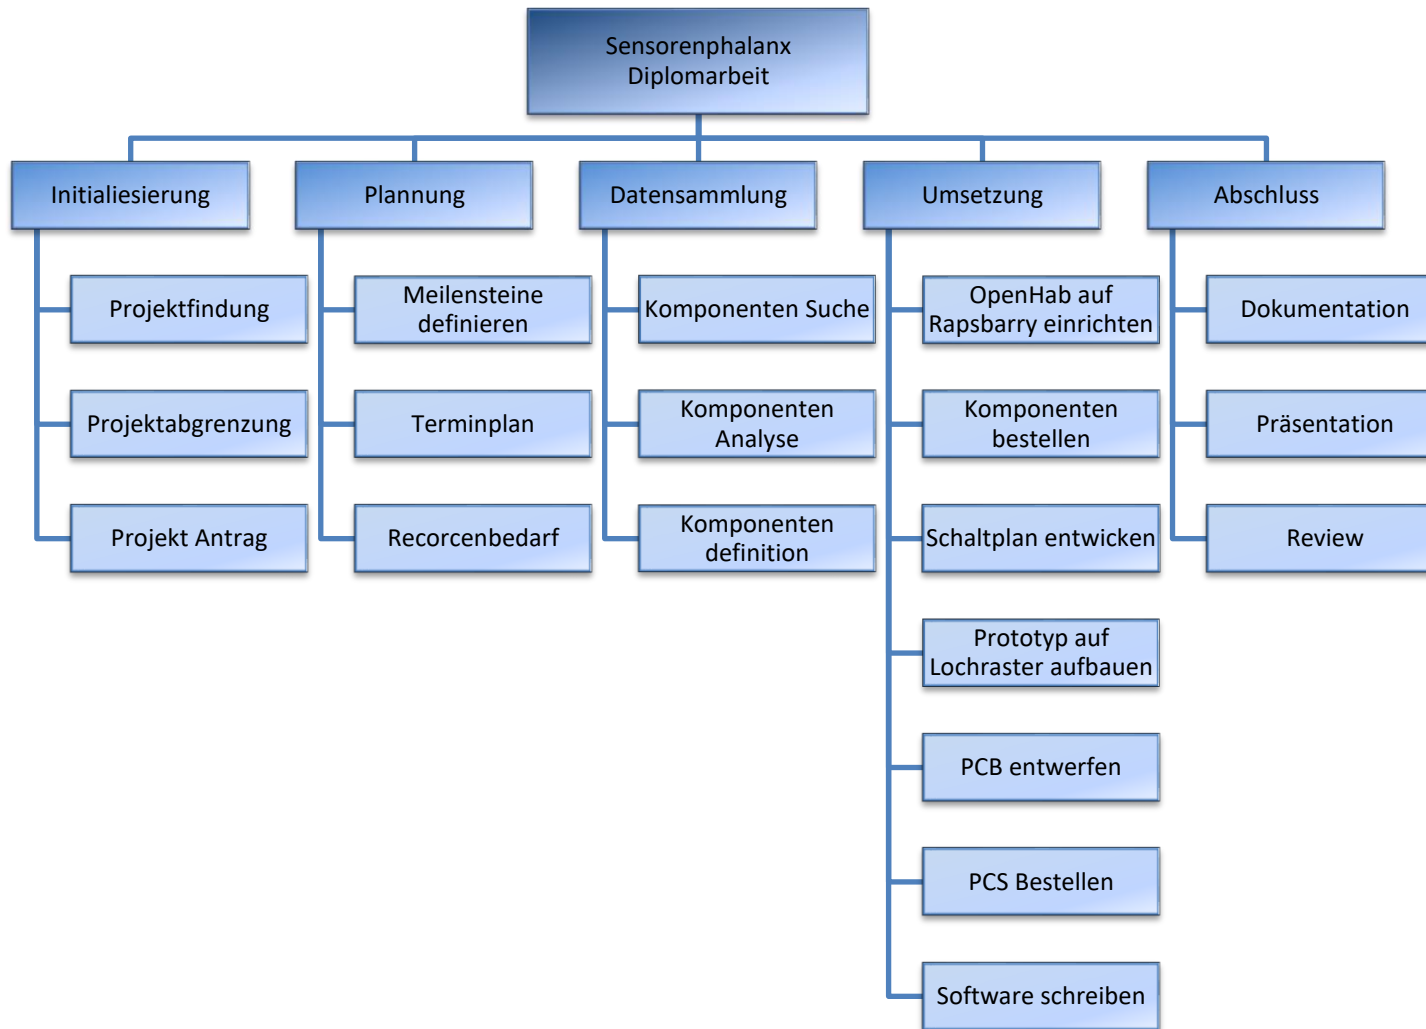 Sensorenphalanx
Diplomarbeit
Initialiesierung
Projektfindung
Projektabgrenzung
Projekt Antrag
Plannung
Meilensteine
definieren
Terminplan
Recorcenbedarf
Datensammlung
Komponenten Suche
Komponenten
Analyse
Komponenten
definition
Umsetzung
OpenHab auf
Rapsbarry einrichten
Komponenten
bestellen
Schaltplan entwicken
Prototyp auf
Lochraster aufbauen
PCB entwerfen
PCS Bestellen
Software schreiben
Abschluss
Dokumentation
Präsentation
Review